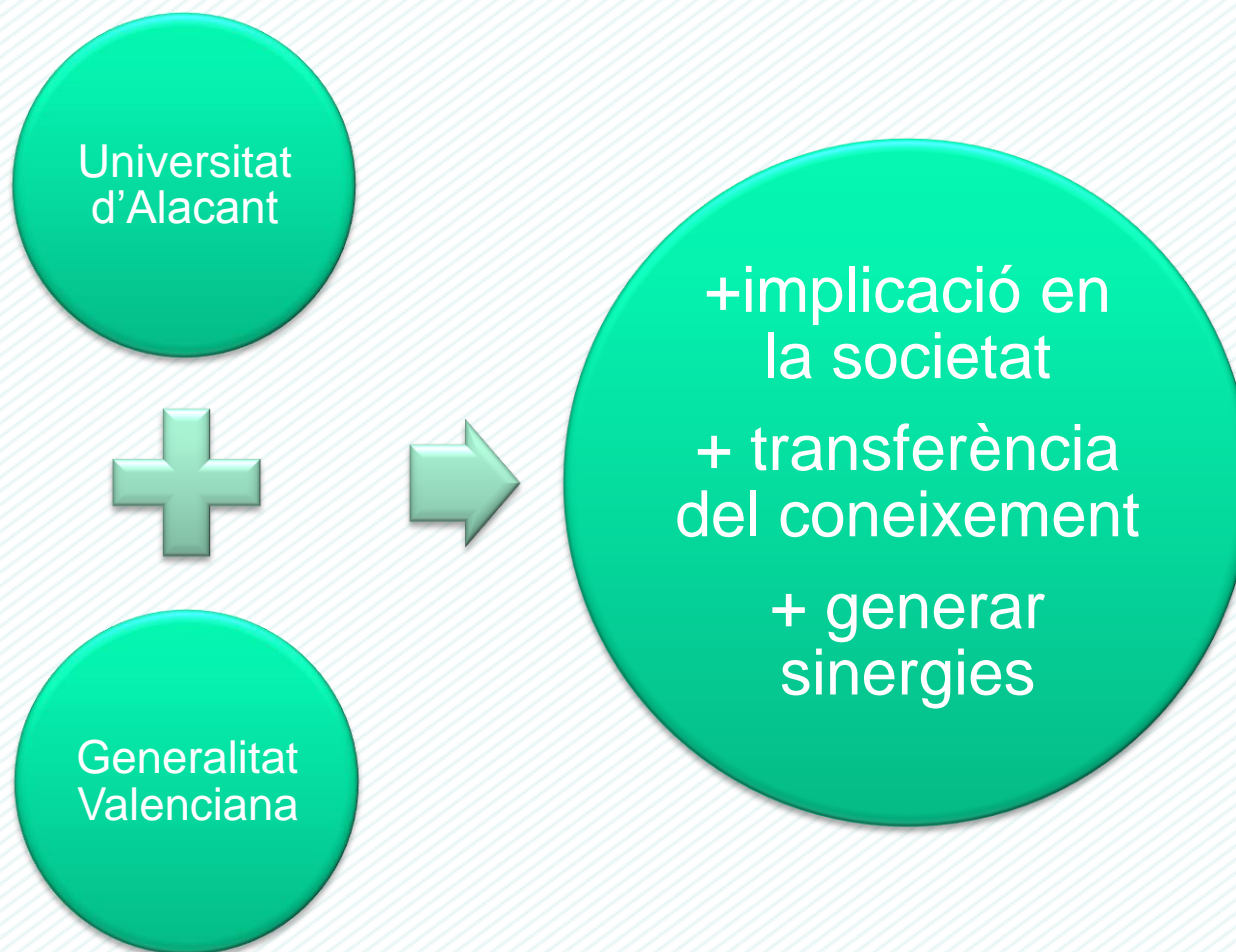 Universitat
d’Alacant
Generalitat
Valenciana
+implicació en
la societat
+ transferència
del coneixement
+ generar
sinergies